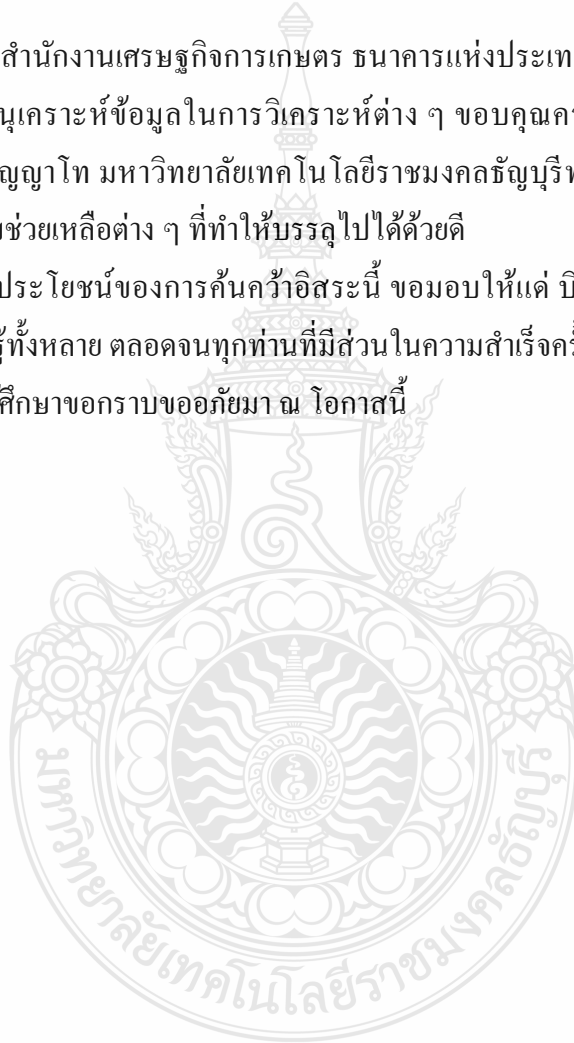 สำนักงานเศรษฐกิจการเกษตร ธนาคารแห่งประเท
นุเคราะห์ข้อมูลในการวิเคราะห์ต่าง ๆ ขอบคุณคร
ญญาโท มหาวิทยาลัยเทคโนโลยีราชมงคลธัญบุรีท
ช่วยเหลือต่าง ๆ ที่ทำให้บรรลุไปได้ด้วยดี
ประโยชน์ของการค้นคว้าอิสระนี้ ขอมอบให้แด่ บิ
รู้ทั้งหลาย ตลอดจนทุกท่านที่มีส่วนในความสำเร็จครั้
ศึกษาขอกราบขออภัยมา ณ โอกาสนี้
มหาวิทยาลัยเทคโนโลยีราชมงคลธัญบุรี